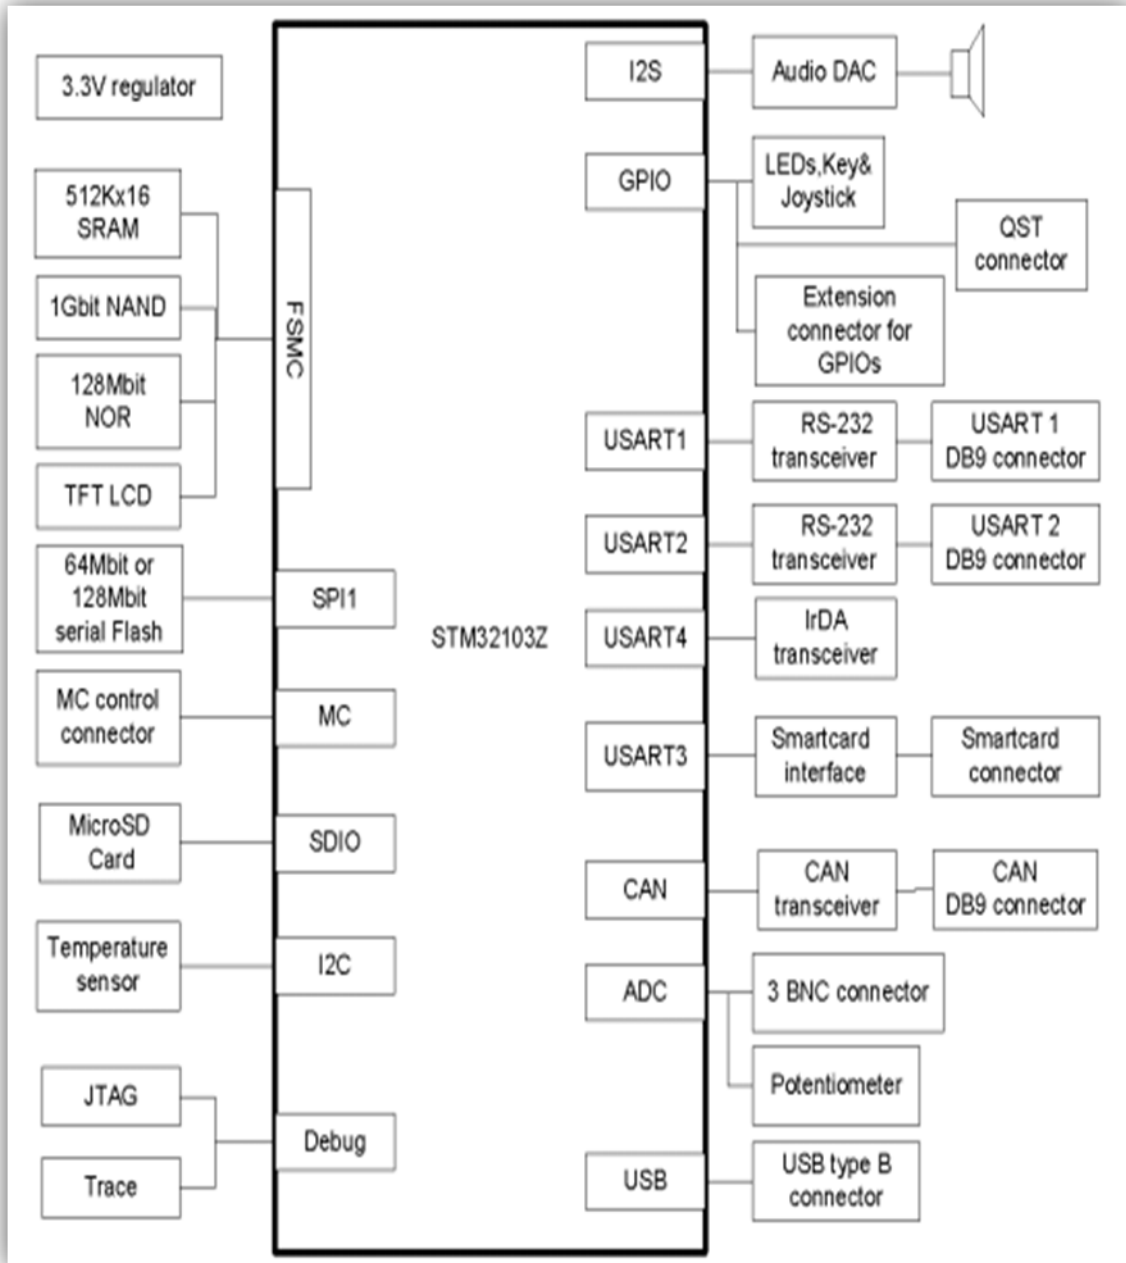 3.3V regulator
512Kx16
SRAM
1Gbit NAND
128Mbit
NOR
TFT LCD
64Mbit or
128Mbit
serial Flash
MC control
connector
MicroSD
Card
Temperature
sensor
JTAG
Trace
FSMC
SPI1
MC
SDIO
I2C
Debug
STM32103Z
I2S
Audio DAC
GPIO
LEDs,Key&
Joystick
QST
connector
Extension
connector for
GPIOs
USART1
RS-232
transceiver
USART 1
DB9 connector
USART2
RS-232
transceiver
USART 2
DB9 connector
USART4
IrDA
transceiver
USART3
Smartcard
interface
Smartcard
connector
CAN
CAN
transceiver
CAN
DB9 connector
ADC
3 BNC connector
Potentiometer
USB
USB type B
connector